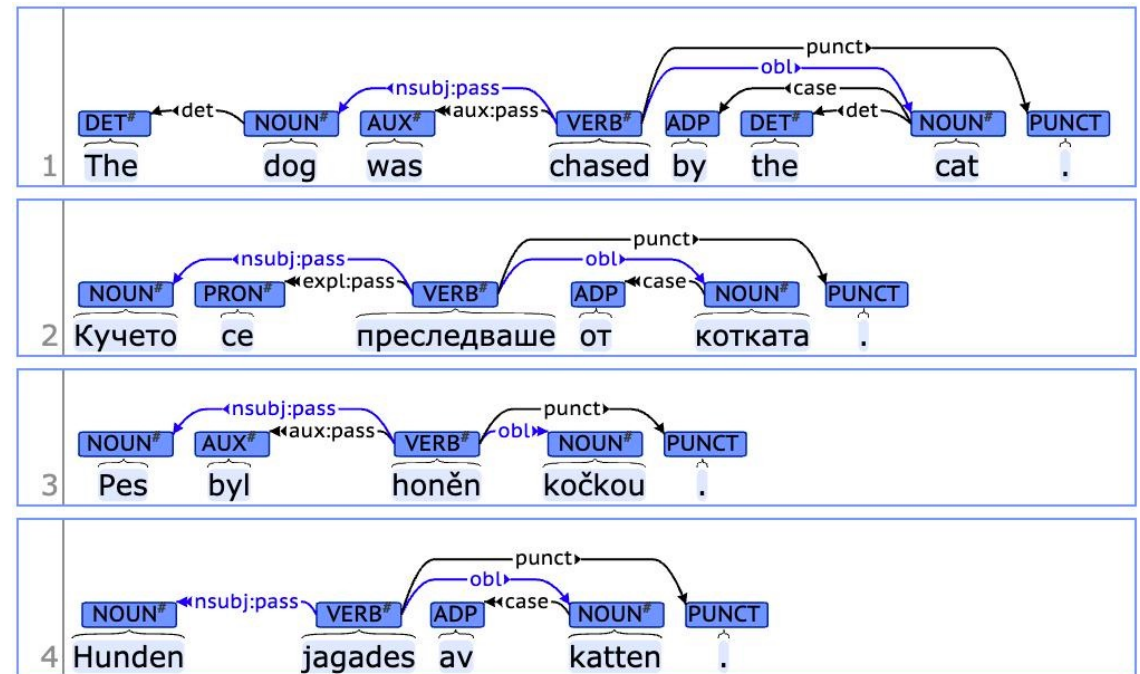 punct
obl
nsubj:pass case
det aux:pass det
DET# NOUN# AUX# VERB# ADP DET# NOUN# PUNCT
1 The dog was chased by the cat .
punct
nsubj:pass obl
expl:pass case
NOUN# PRON# VERB# ADP NOUN# PUNCT
2 Кучето се преследваше от котката .
nsubj:pass punct
aux:pass obl
NOUN# AUX# VERB# NOUN# PUNCT
3 Pes byl honěn kočkou .
punct
obl
nsubj:pass case
NOUN# VERB# ADP NOUN# PUNCT
4 Hunden jagades av katten .